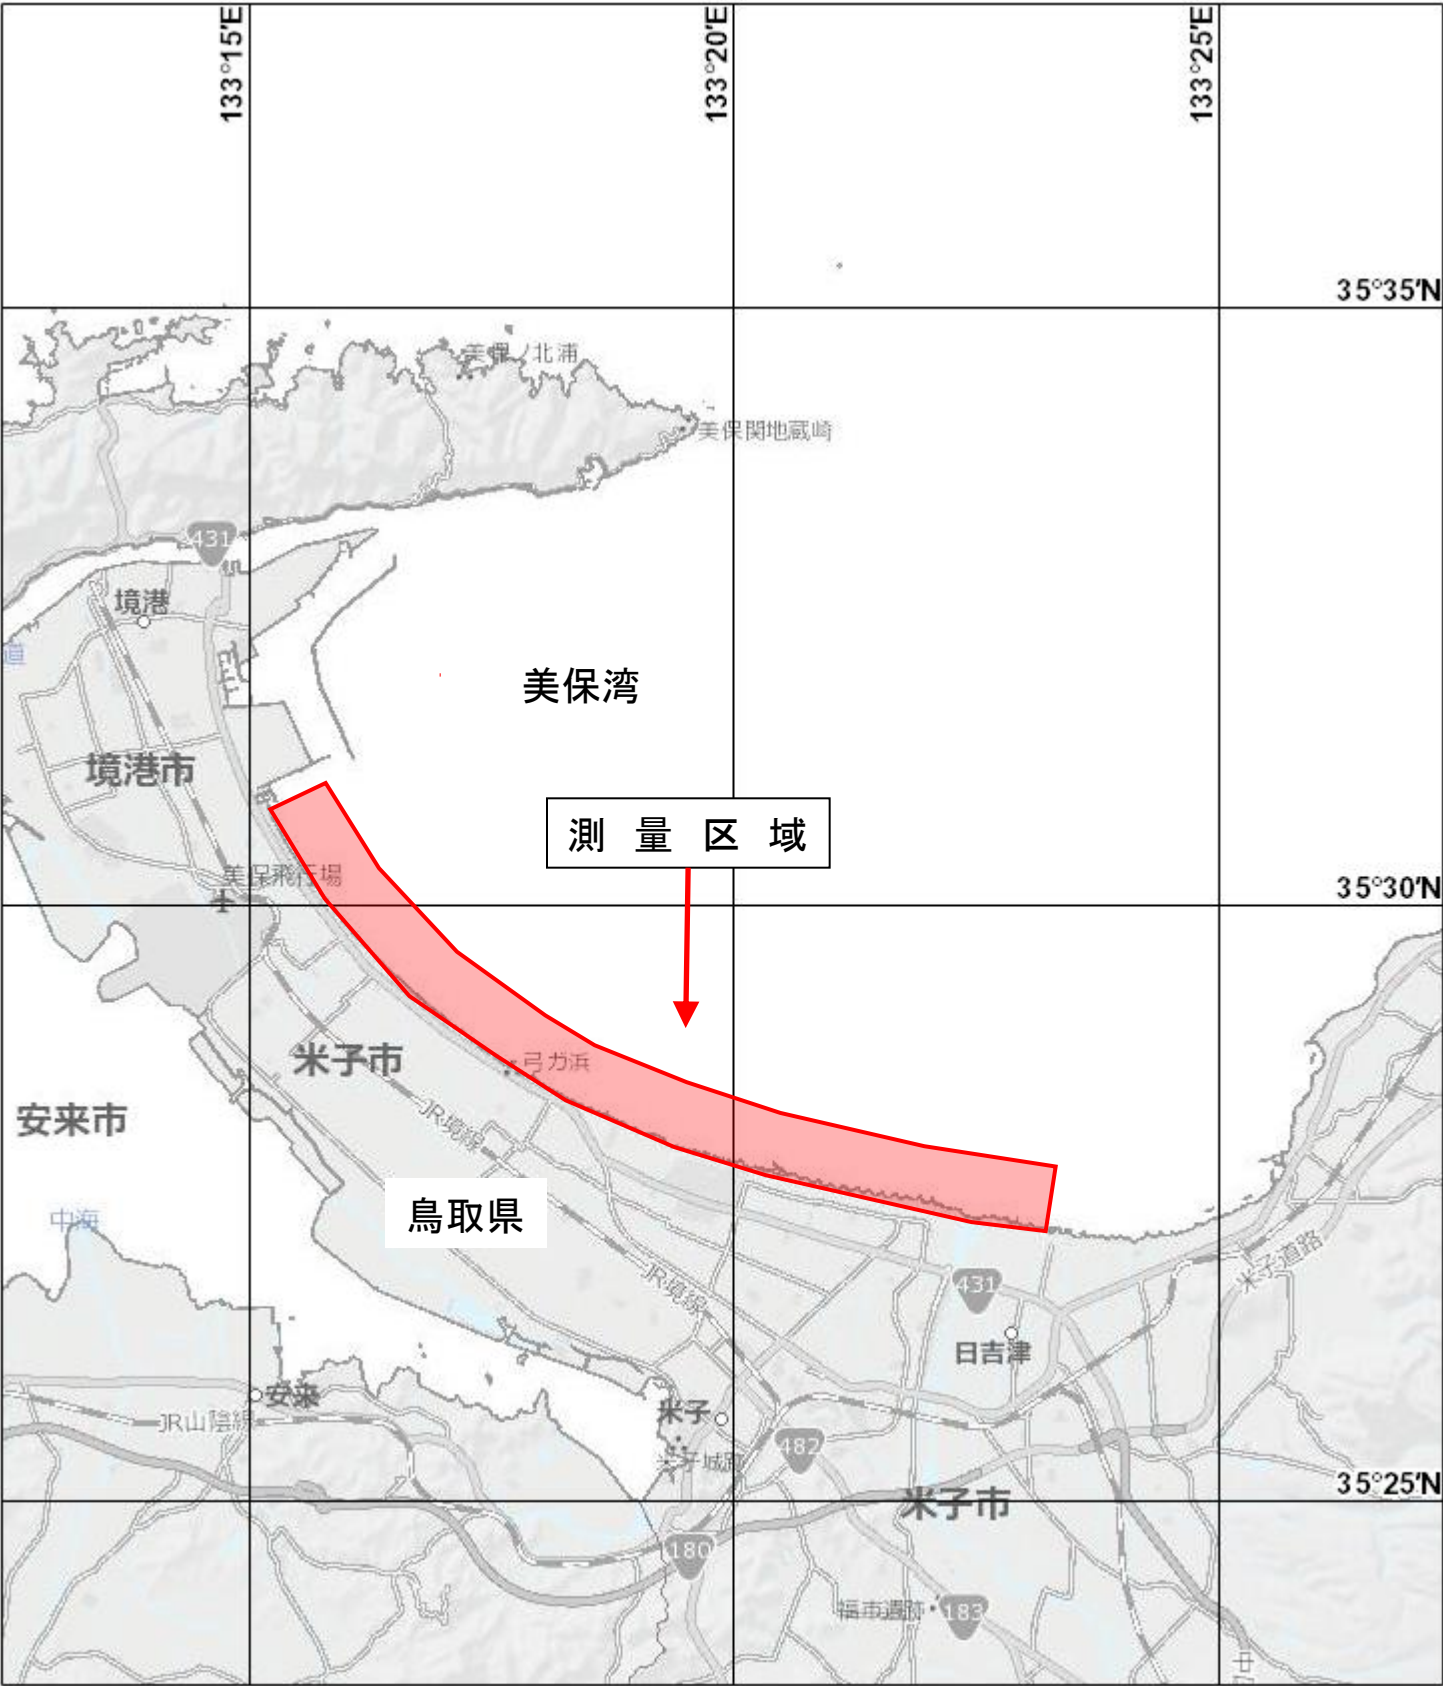 133°15'E
133°20'E
133°25'E
35°35'N
美保ノ北浦
美保関地蔵崎
431
境港
道
美保湾
境港市
測量区域
美保飛行場
35°30'N
米子市
弓ガ浜
安来市
JR境線
鳥取県
中海
JR境線
米子道路
431
日吉津
安来
米子
JR山陰線
482
米子城跡
35°25'N
米子市
180
福市遺跡
183